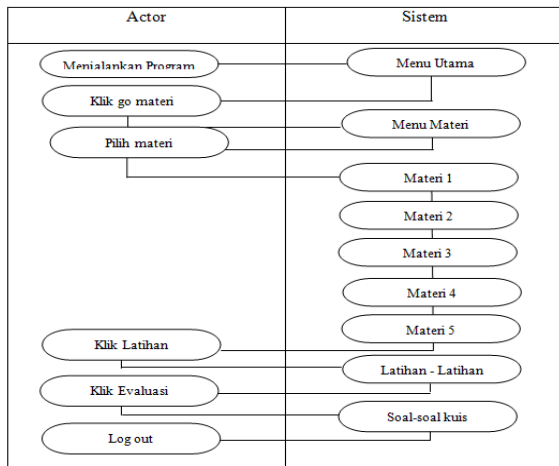 Actor
Sistem
Menjalankan Program
Menu Utama
Klik go materi
Menu Materi
Pilih materi
Materi 1
Materi 2
Materi 3
Materi 4
Materi 5
Klik Latihan
Latihan - Latihan
Klik Evaluasi
Soal-soal kuis
Log out